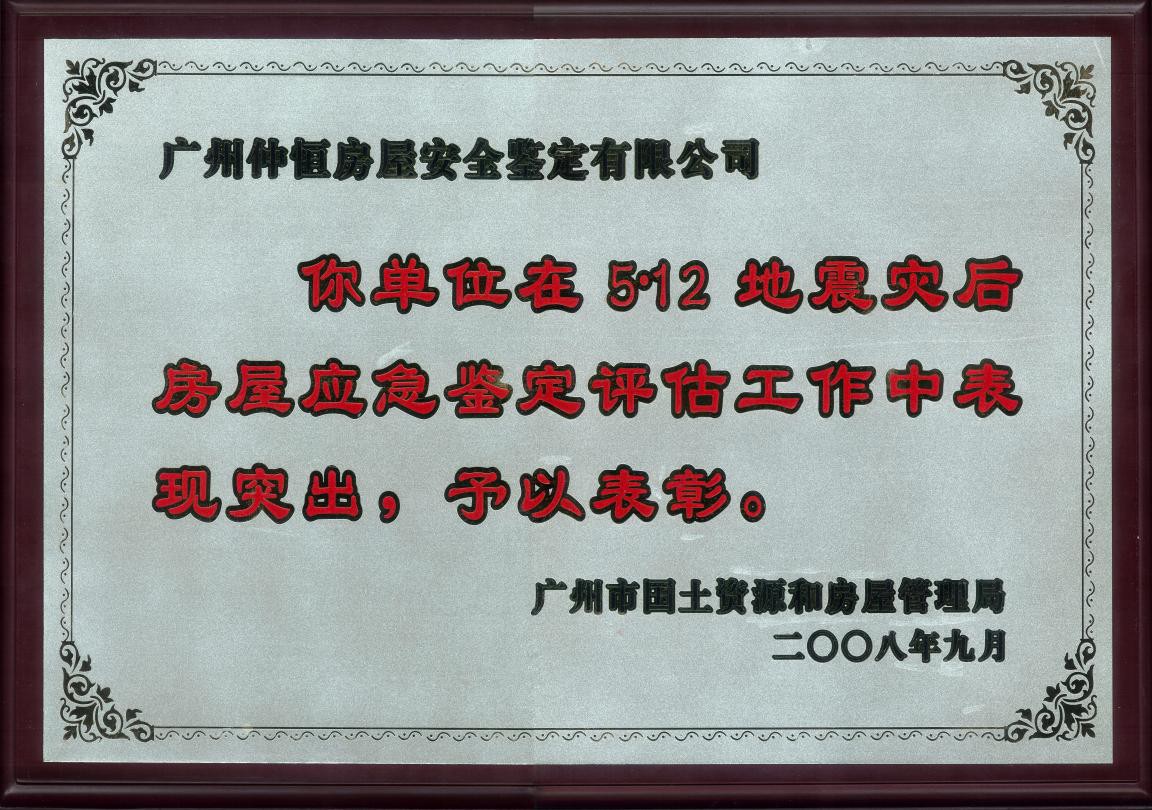 广州仲恒房屋安全鉴定有限公司
你单位在5·12地震灾后
房屋应急鉴定评估工作中表
现突出，予以表彰。
广州市国土资源和房屋管理局
二〇〇八年九月